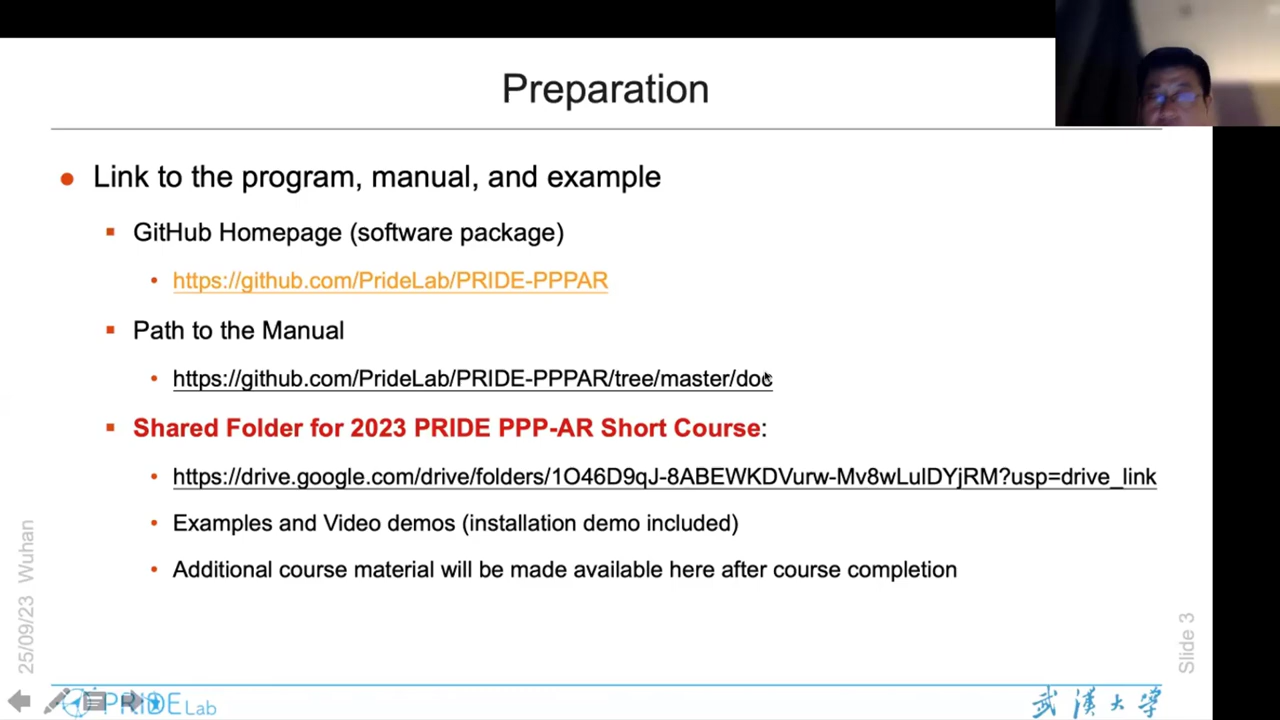 Preparation
Link to the program, manual, and example
GitHub Homepage (software package)
https://github.com/PrideLab/PRIDE-PPPAR
Path to the Manual
https://github.com/PrideLab/PRIDE-PPPAR/tree/master/doc
Shared Folder for 2023 PRIDE PPP-AR Short Course:
https://drive.google.com/drive/folders/1O46D9qJ-8ABEWKDVurw-Mv8wLulDYjRM?usp=drive_link
Examples and Video demos (installation demo included)
Additional course material will be made available here after course completion
25/09/23 Wuhan
Slide 3
PRIDE Lab
武漢大学